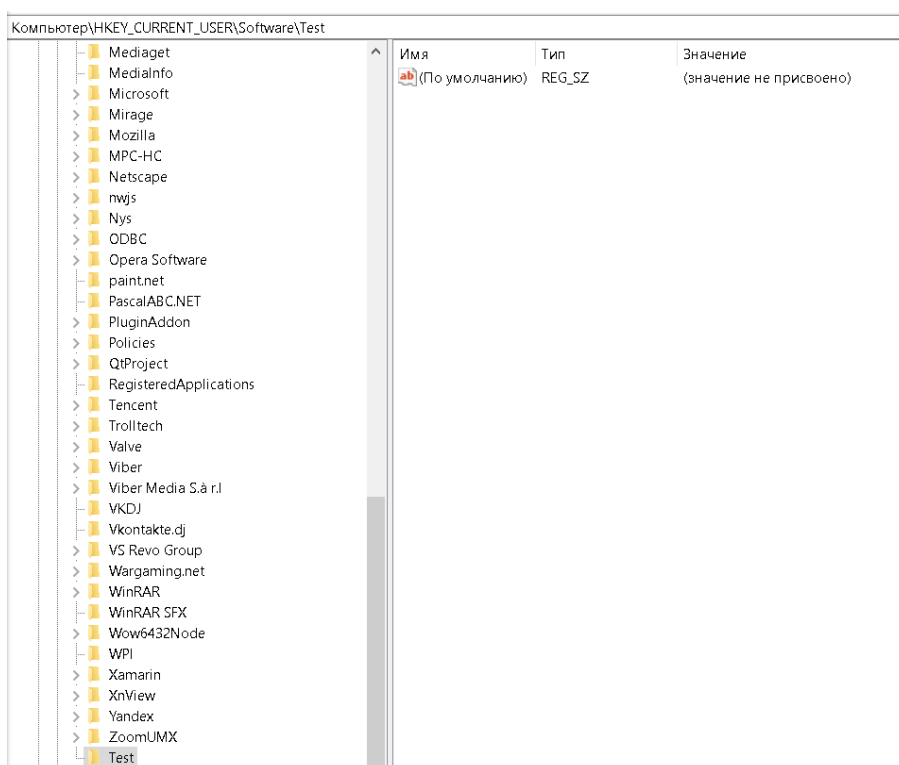 Компьютер\HKEY_CURRENT_USER\Software\Test
Mediaget
MediaInfo
Microsoft
Mirage
Mozilla
MPC-HC
Netscape
nwjs
Nys
ODBC
Opera Software
paint.net
PascalABC.NET
PluginAddon
Policies
QtProject
RegisteredApplications
Tencent
Trolltech
Valve
Viber
Viber Media S.à r.l
VKDJ
Vkontakte.dj
VS Revo Group
Wargaming.net
WinRAR
WinRAR SFX
Wow6432Node
WPI
Xamarin
XnView
Yandex
ZoomUMX
Test
Имя Тип Значение
ab (По умолчанию) REG_SZ (значение не присвоено)